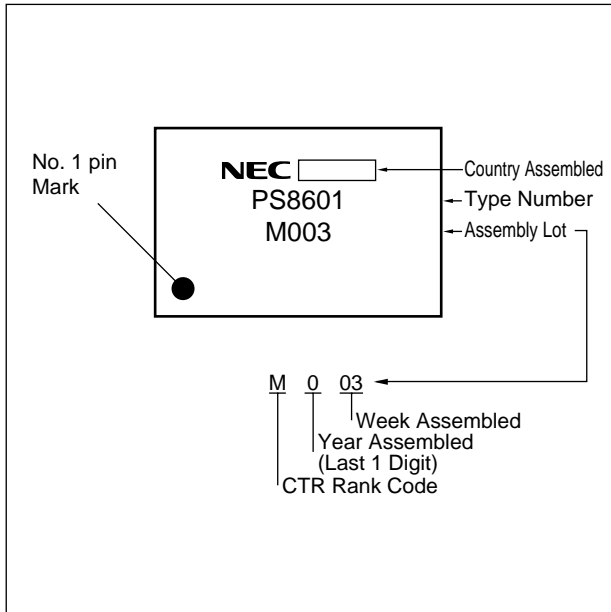 No. 1 pin
Mark
NEC
Country Assembled
PS8601
Type Number
M003
Assembly Lot
M 0 03
Week Assembled
Year Assembled
(Last 1 Digit)
CTR Rank Code